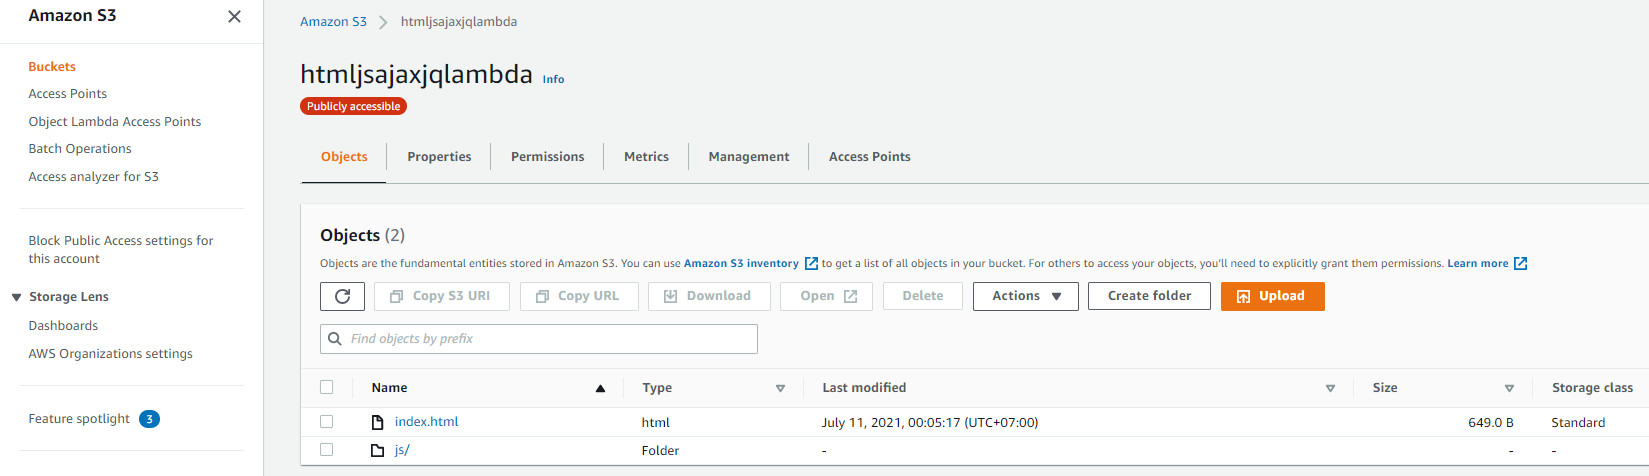 Amazon S3
Buckets
Access Points
Object Lambda Access Points
Batch Operations
Access analyzer for S3
Block Public Access settings for
this account
Storage Lens
Dashboards
AWS Organizations settings
Feature spotlight 3
Amazon S3 htmljsajaxjqlambda
htmljsajaxjqlambda Info
Publicly accessible
Objects Properties Permissions Metrics Management Access Points
Objects (2)
Objects are the fundamental entities stored in Amazon S3. You can use Amazon S3 inventory to get a list of all objects in your bucket. For others to access your objects, you'll need to explicitly grant them permissions. Learn more
Copy S3 URI Copy URL Download Open Delete Actions Create folder Upload
Find objects by prefix
Name Type Last modified Size Storage class
index.html html July 11, 2021, 00:05:17 (UTC+07:00) 649.0 B Standard
js/ Folder - - -